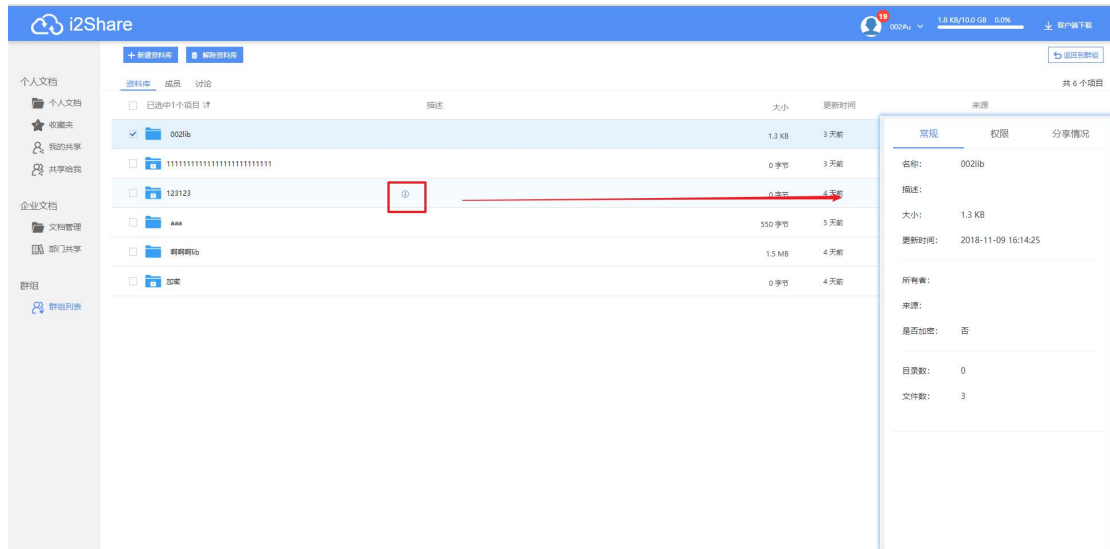 i2Share
19
002#u
1.8 KB/10.0 GB 0.0%
客户端下载
+ 新建资料库
解除资料库
返回到群组
个人文档
个人文档
收藏夹
我的共享
共享给我
企业文档
文档管理
部门共享
群组
群组列表
资料库 成员 讨论
共 6 个项目
已选中1个项目 描述 大小 更新时间 来源
002lib 1.3 KB 3 天前
0 字节 3 天前
123123 0 字节 4 天前
aaa 550 字节 5 天前
啊啊啊lib 1.5 MB 4 天前
加密 0 字节 4 天前
常规 权限 分享情况
名称: 002lib
描述:
大小: 1.3 KB
更新时间: 2018-11-09 16:14:25
所有者:
来源:
是否加密: 否
目录数: 0
文件数: 3